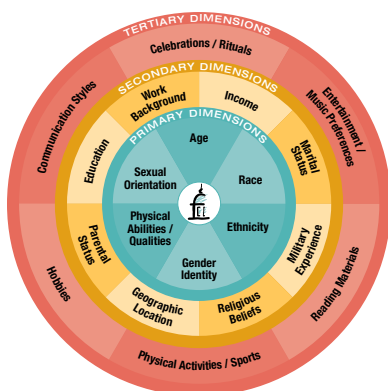 TERTIARY DIMENSIONS
Celebrations / Rituals
Entertainment /
Music Preferences
Reading Materials
Physical Activities / Sports
Hobbies
Communication Styles
SECONDARY DIMENSIONS
Work
Background
Income
Marital
Status
Military
Experience
Religious
Beliefs
Geographic
Location
Parental
Status
Education
PRIMARY DIMENSIONS
Age
Race
Ethnicity
Gender
Identity
Physical
Abilities /
Qualities
Sexual
Orientation